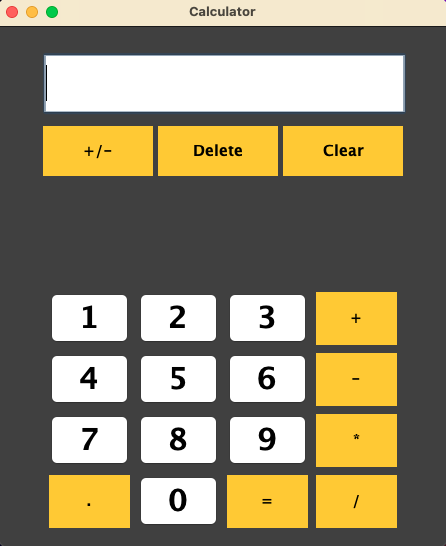 Calculator
+/- Delete Clear
1 2 3 +
4 5 6 -
7 8 9 *
. 0 = /